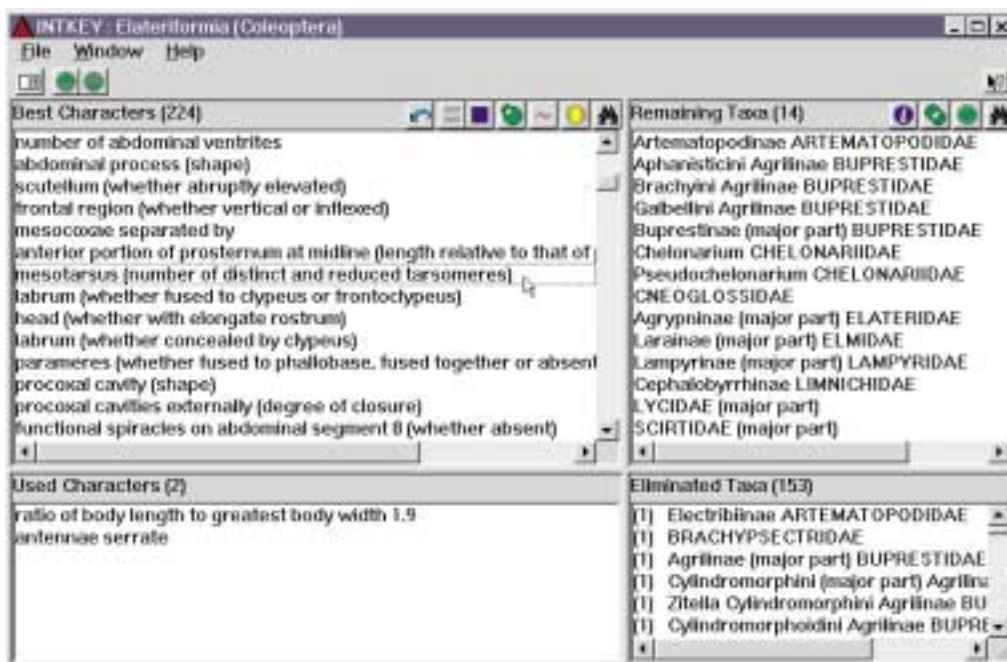 INTKEY : Elateriformia (Coleoptera)
File Window Help
Best Characters (224)
number of abdominal ventrites
abdominal process (shape)
scutellum (whether abruptly elevated)
frontal region (whether vertical or inflexed)
mesocoxae separated by
anterior portion of prosternum at midline (length relative to that of
mesotarsus (number of distinct and reduced tarsomeres)
labrum (whether fused to clypeus or frontoclypeus)
head (whether with elongate rostrum)
labrum (whether concealed by clypeus)
parameres (whether fused to phallobase, fused together or absent
procoxal cavity (shape)
procoxal cavities externally (degree of closure)
functional spiracles on abdominal segment 8 (whether absent)
Remaining Taxa (14)
Artematopodinae ARTEMATOPODIDAE
Aphanisticini Agrilinae BUPRESTIDAE
Brachyini Agrilinae BUPRESTIDAE
Galbellini Agrilinae BUPRESTIDAE
Buprestinae (major part) BUPRESTIDAE
Chelonarium CHELONARIIDAE
Pseudochelonarium CHELONARIIDAE
CNEOGLOSSIDAE
Agrypninae (major part) ELATERIDAE
Larainae (major part) ELMIDAE
Lampyrinae (major part) LAMPYRIDAE
Cephalobyrrhinae LIMNICHIDAE
LYCIDAE (major part)
SCIRTIDAE (major part)
Used Characters (2)
ratio of body length to greatest body width 1.9
antennae serrate
Eliminated Taxa (153)
(1) Electribiinae ARTEMATOPODIDAE
(1) BRACHYPSECTRIDAE
(1) Agrilinae (major part) BUPRESTIDAE
(1) Cylindromorphini (major part) Agrilina
(1) Zitella Cylindromorphini Agrilinae BU
(1) Cylindromorphoidini Agrilinae BUPRE